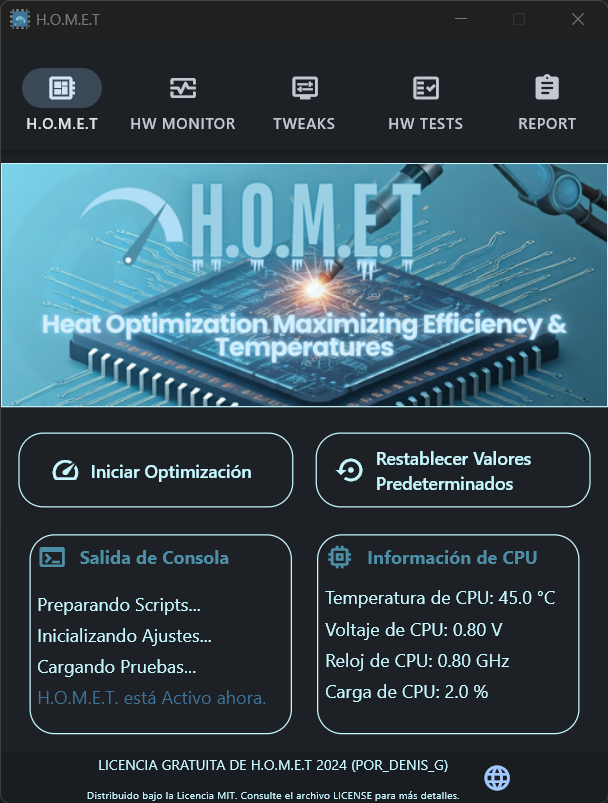 H.O.M.E.T
H.O.M.E.T
HW MONITOR
TWEAKS
HW TESTS
REPORT
H.O.M.E.T
Heat Optimization Maximizing Efficiency &
Temperatures
Iniciar Optimización
Restablecer Valores
Predeterminados
Salida de Consola
Preparando Scripts...
Inicializando Ajustes...
Cargando Pruebas...
H.O.M.E.T. está Activo ahora.
Información de CPU
Temperatura de CPU: 45.0 °C
Voltaje de CPU: 0.80 V
Reloj de CPU: 0.80 GHz
Carga de CPU: 2.0 %
LICENCIA GRATUITA DE H.O.M.E.T 2024 (POR_DENIS_G)
Distribuido bajo la Licencia MIT. Consulte el archivo LICENSE para más detalles.